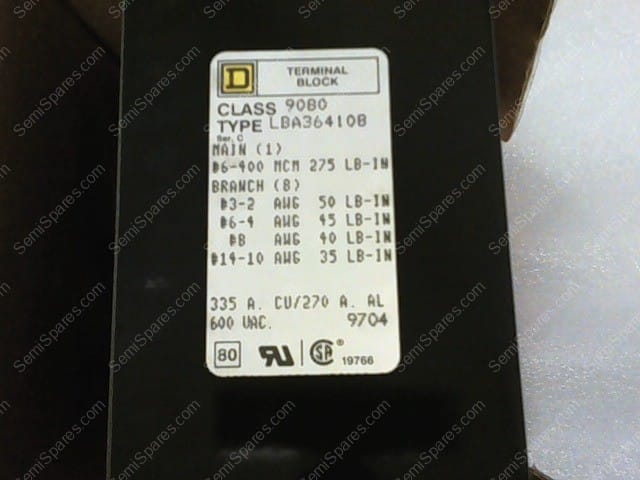 D
TERMINAL
BLOCK
CLASS 9080
TYPE LBA364108
Ser. C
MAIN (1)
#6-400 MCM 275 LB-IN
BRANCH (8)
#3-2 AWG 50 LB-IN
#6-4 AWG 45 LB-IN
#8 AWG 40 LB-IN
#14-10 AWG 35 LB-IN
335 A. CU/270 A. AL
600 VAC. 9704
80 RU SA ® 19766
SemiSpares.com